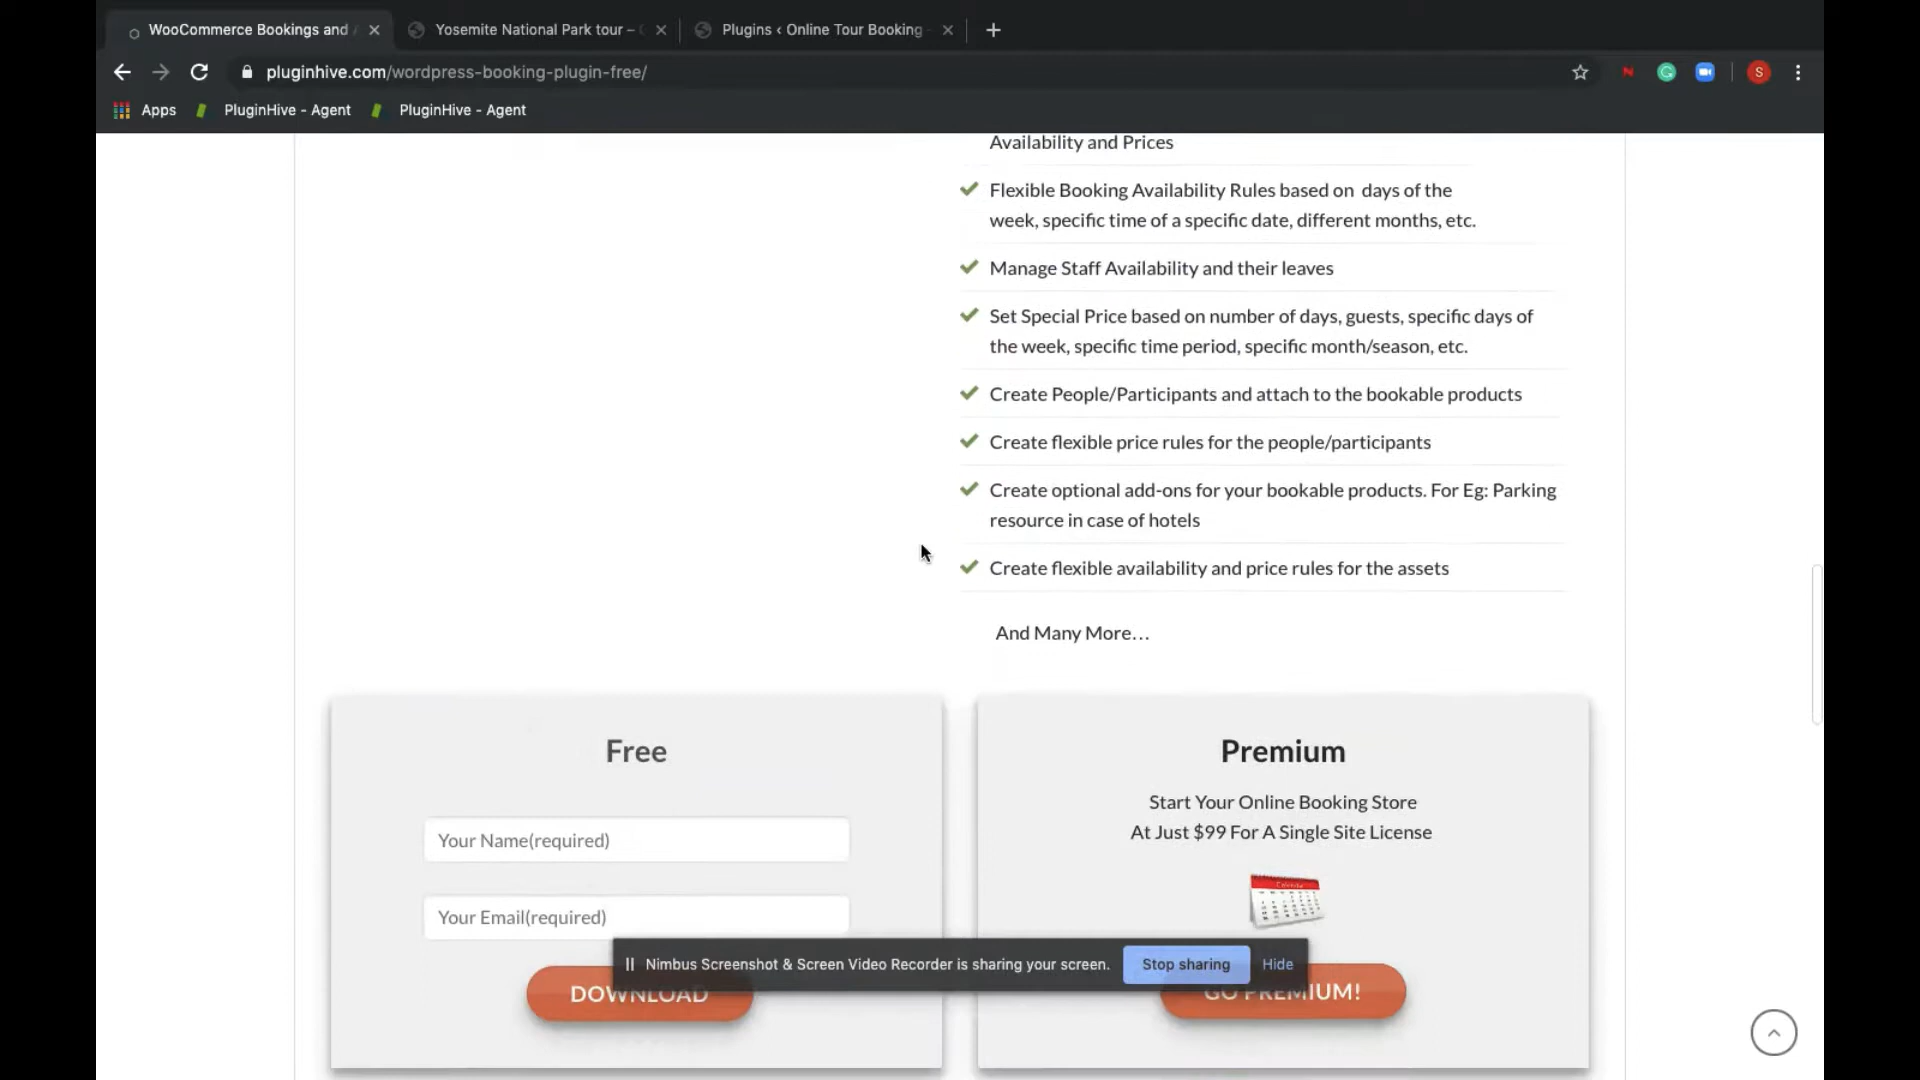 WooCommerce Bookings and A
Yosemite National Park tour –
Plugins ‹ Online Tour Booking
pluginhive.com/wordpress-booking-plugin-free/
S
Apps
PluginHive - Agent
PluginHive - Agent
Availability and Prices
Flexible Booking Availability Rules based on days of the
week, specific time of a specific date, different months, etc.
Manage Staff Availability and their leaves
Set Special Price based on number of days, guests, specific days of
the week, specific time period, specific month/season, etc.
Create People/Participants and attach to the bookable products
Create flexible price rules for the people/participants
Create optional add-ons for your bookable products. For Eg: Parking
resource in case of hotels
Create flexible availability and price rules for the assets
And Many More…
Free
Your Name(required)
Your Email(required)
DOWNLOAD
Premium
Start Your Online Booking Store
At Just $99 For A Single Site License
Calendar
GO PREMIUM!
Nimbus Screenshot & Screen Video Recorder is sharing your screen.
Stop sharing
Hide